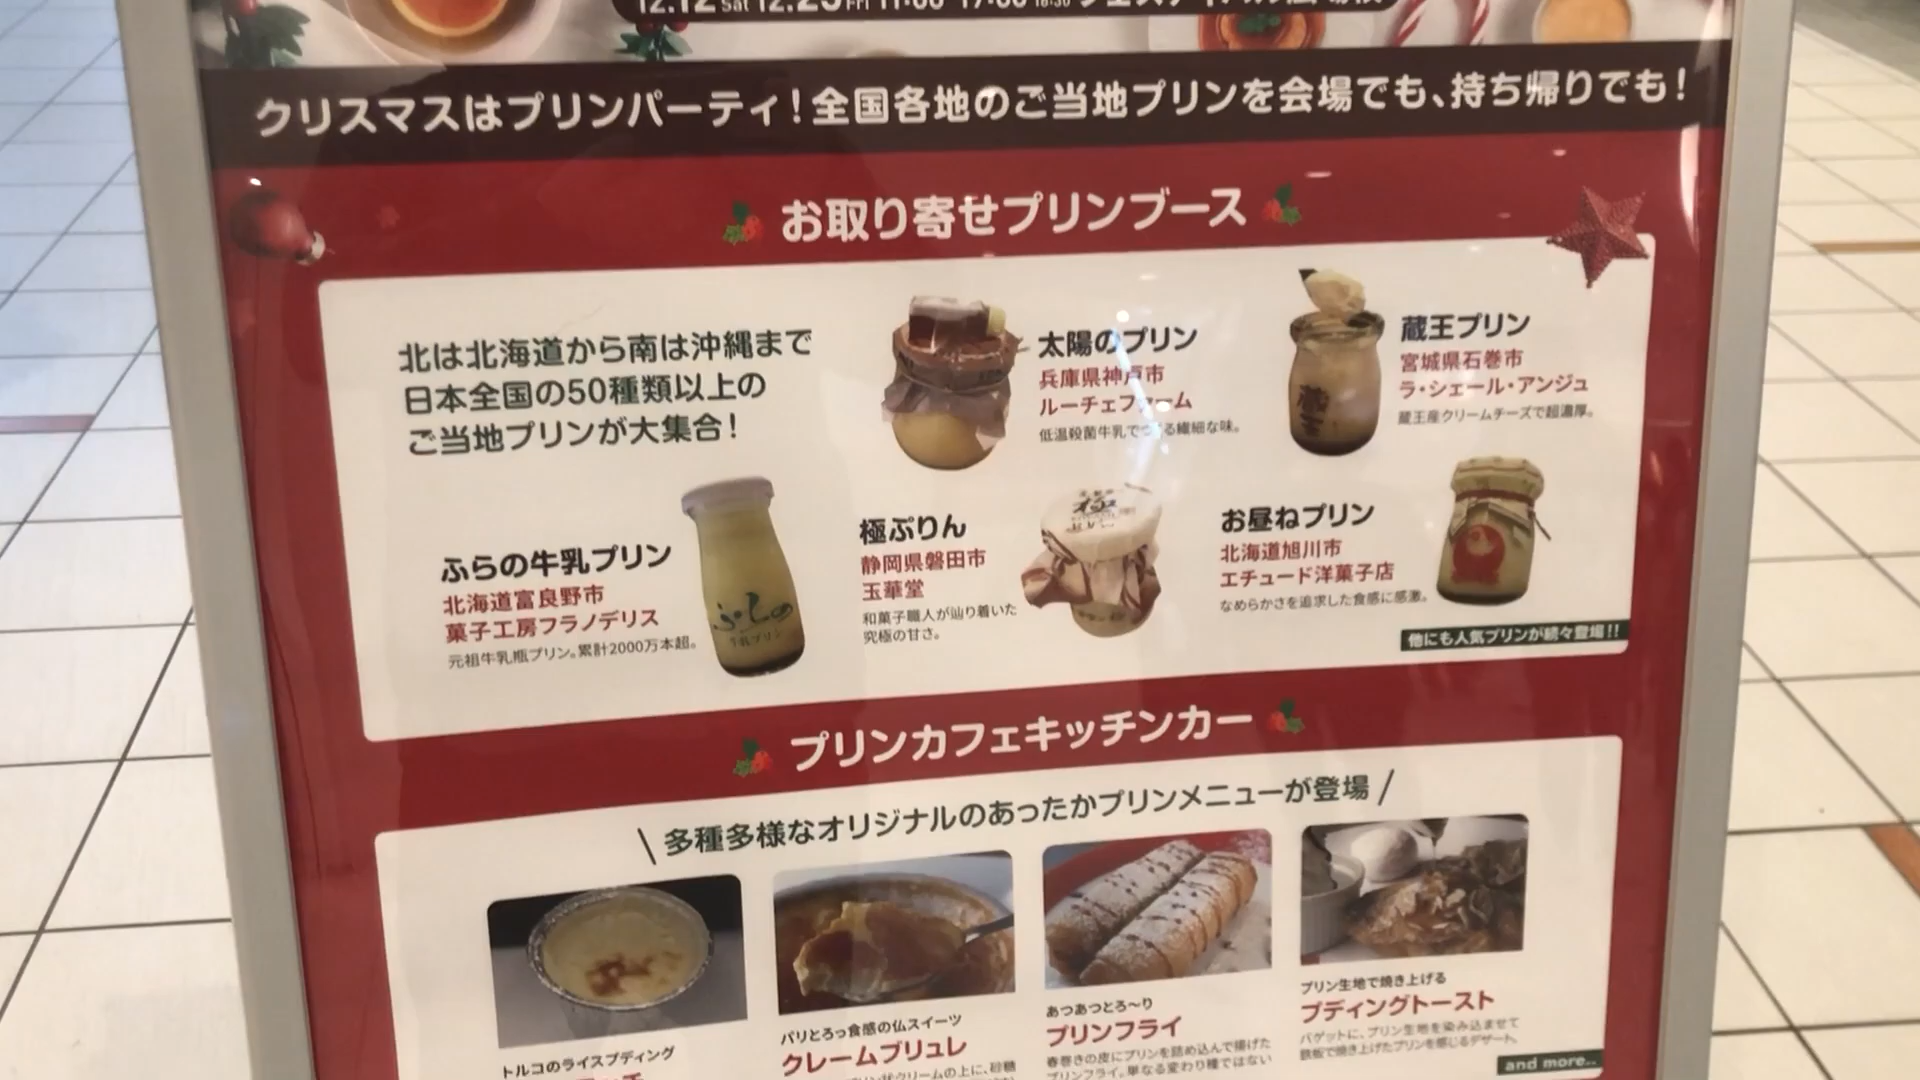 クリスマスはプリンパーティ！全国各地のご当地プリンを会場でも、持ち帰りでも！
お取り寄せプリンブース
北は北海道から南は沖縄まで
日本全国の50種類以上の
ご当地プリンが大集合！
太陽のプリン
兵庫県神戸市
ルーチェファーム
低温殺菌牛乳でつくる繊細な味。
蔵王プリン
宮城県石巻市
ラ・シェール・アンジュ
蔵王産クリームチーズで超濃厚。
蔵王
ふらの牛乳プリン
北海道富良野市
菓子工房フラノデリス
元祖牛乳瓶プリン。累計2000万本超。
ふらの
牛乳プリン
極ぷりん
静岡県磐田市
玉華堂
和菓子職人が辿り着いた
究極の甘さ。
極
お昼ねプリン
北海道旭川市
エチュード洋菓子店
なめらかさを追求した食感に感激。
他にも人気プリンが続々登場！！
プリンカフェキッチンカー
多種多様なオリジナルのあったかプリンメニューが登場
トルコのライスプディング
パリとろっ食感の仏スイーツ
クレームブリュレ
クリームの上に、砂糖
あつあつとろ～り
プリンフライ
春巻きの皮にプリンを詰め込んで揚げた
プリンフライ。単なる変わり種ではない
プリン生地で焼き上げる
プディングトースト
バゲットに、プリン生地を染み込ませて
鉄板で焼き上げたプリンを感じるデザート。
and more...